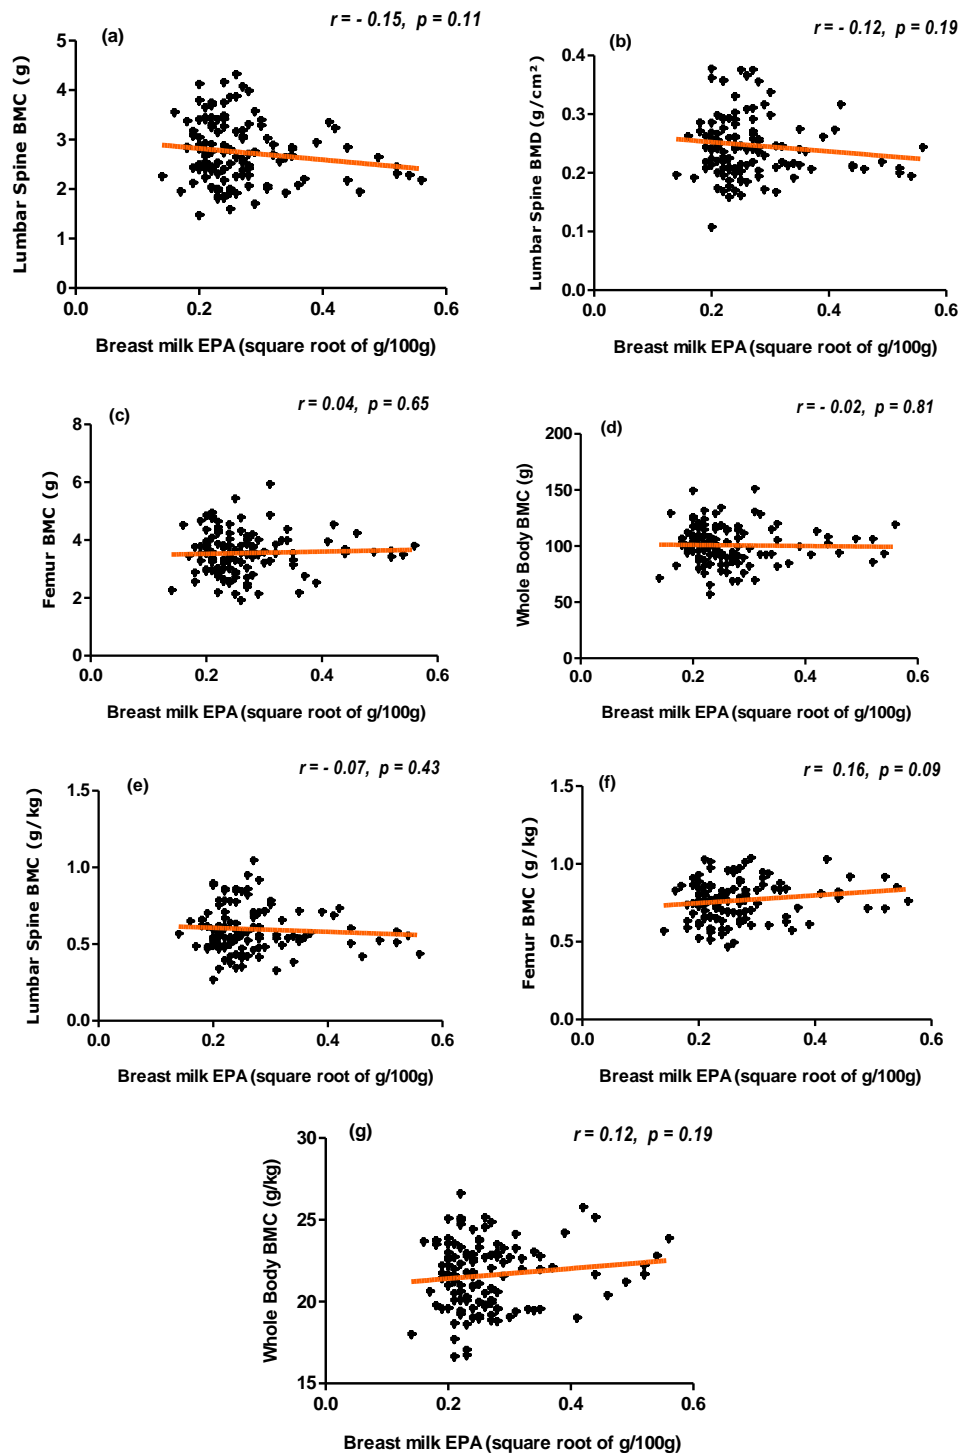 (a)
r = - 0.15, p = 0.11
Lumbar Spine BMC (g)
5
4
3
2
1
0
0.0 0.2 0.4 0.6
Breast milk EPA (square root of g/100g)
(b)
r = - 0.12, p = 0.19
Lumbar Spine BMD (g/cm²)
0.4
0.3
0.2
0.1
0.0
0.0 0.2 0.4 0.6
Breast milk EPA (square root of g/100g)
(c)
r = 0.04, p = 0.65
Femur BMC (g)
8
6
4
2
0
0.0 0.2 0.4 0.6
Breast milk EPA (square root of g/100g)
(d)
r = - 0.02, p = 0.81
Whole Body BMC (g)
200
150
100
50
0
0.0 0.2 0.4 0.6
Breast milk EPA (square root of g/100g)
(e)
r = - 0.07, p = 0.43
Lumbar Spine BMC (g/kg)
1.5
1.0
0.5
0.0
0.0 0.2 0.4 0.6
Breast milk EPA (square root of g/100g)
(f)
r = 0.16, p = 0.09
Femur BMC (g/kg)
1.5
1.0
0.5
0.0
0.0 0.2 0.4 0.6
Breast milk EPA (square root of g/100g)
(g)
r = 0.12, p = 0.19
Whole Body BMC (g/kg)
30
25
20
15
0.0 0.2 0.4 0.6
Breast milk EPA (square root of g/100g)